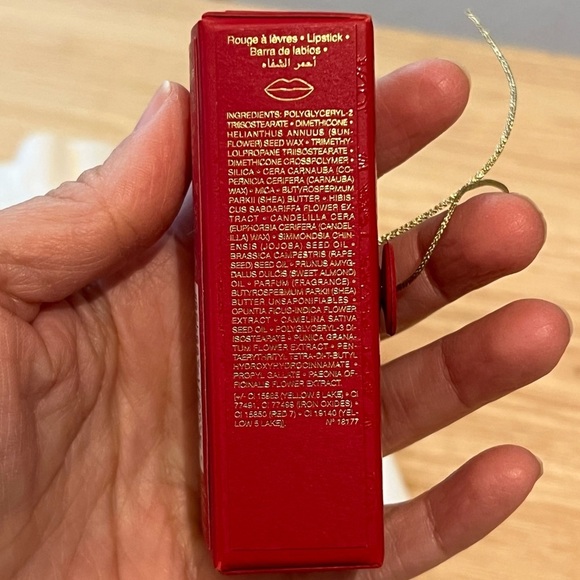 Rouge à lèvres • Lipstick •
Barra de labios •
أحمر الشفاه
INGREDIENTS: POLYGLYCERYL-2
TRIISOSTEARATE • DIMETHICONE •
HELIANTHUS ANNUUS (SUN-
FLOWER) SEED WAX • TRIMETHY-
LOLPROPANE TRIISOSTEARATE •
DIMETHICONE CROSSPOLYMER •
SILICA • CERA CARNAUBA (CO-
PERNICIA CERIFERA (CARNAUBA)
WAX) • MICA • BUTYROSPERMUM
PARKII (SHEA) BUTTER • HIBIS-
CUS SABDARIFFA FLOWER EX-
TRACT • CANDELILLA CERA
(EUPHORBIA CERIFERA (CANDEL-
ILLA) WAX) • SIMMONDSIA CHIN-
ENSIS (JOJOBA) SEED OIL •
BRASSICA CAMPESTRIS (RAPE-
SEED) SEED OIL • PRUNUS AMYG-
DALUS DULCIS (SWEET ALMOND)
OIL • PARFUM (FRAGRANCE) •
BUTYROSPERMUM PARKII (SHEA)
BUTTER UNSAPONIFIABLES •
OPUNTIA FICUS-INDICA FLOWER
EXTRACT • CAMELINA SATIVA
SEED OIL • POLYGLYCERYL-3 DI-
ISOSTEARATE • PUNICA GRANA-
TUM FLOWER EXTRACT • PEN-
TAERYTHRITYL TETRA-DI-T-BUTYL
HYDROXYHYDROCINNAMATE •
PROPYL GALLATE • PAEONIA OF-
FICINALIS FLOWER EXTRACT.
[+/- CI 15985 (YELLOW 6 LAKE) • CI
77491, CI 77499 (IRON OXIDES) •
CI 15850 (RED 7) • CI 19140 (YEL-
LOW 5 LAKE)]. N° 18177